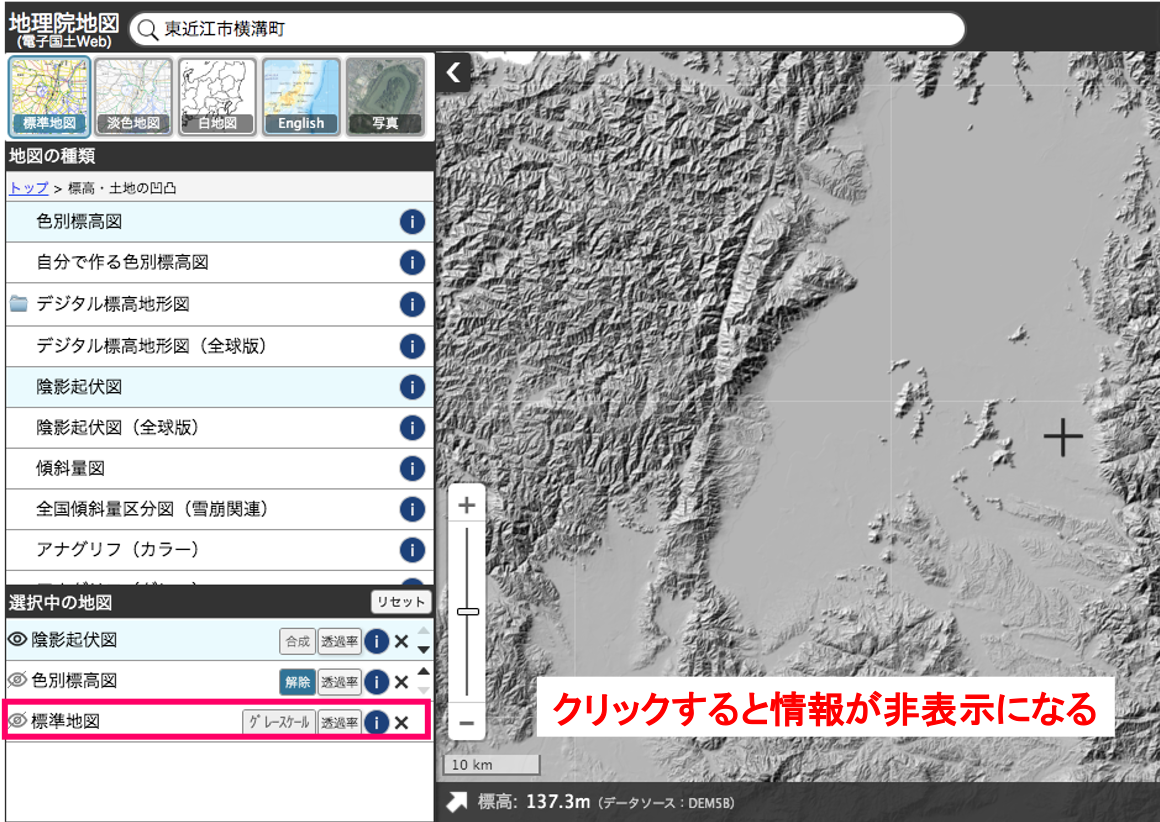 地理院地図
(電子国土Web)
東近江市横溝町
標準地図
淡色地図
白地図
English
写真
地図の種類
トップ > 標高・土地の凹凸
色別標高図
自分で作る色別標高図
デジタル標高地形図
デジタル標高地形図（全球版）
陰影起伏図
陰影起伏図（全球版）
傾斜量図
全国傾斜量区分図（雪崩関連）
アナグリフ（カラー）
選択中の地図 リセット
陰影起伏図 合成 透過率 i
色別標高図 解除 透過率 i
標準地図 グレースケール 透過率 i
クリックすると情報が非表示になる
10 km
標高: 137.3m（データソース：DEM5B）